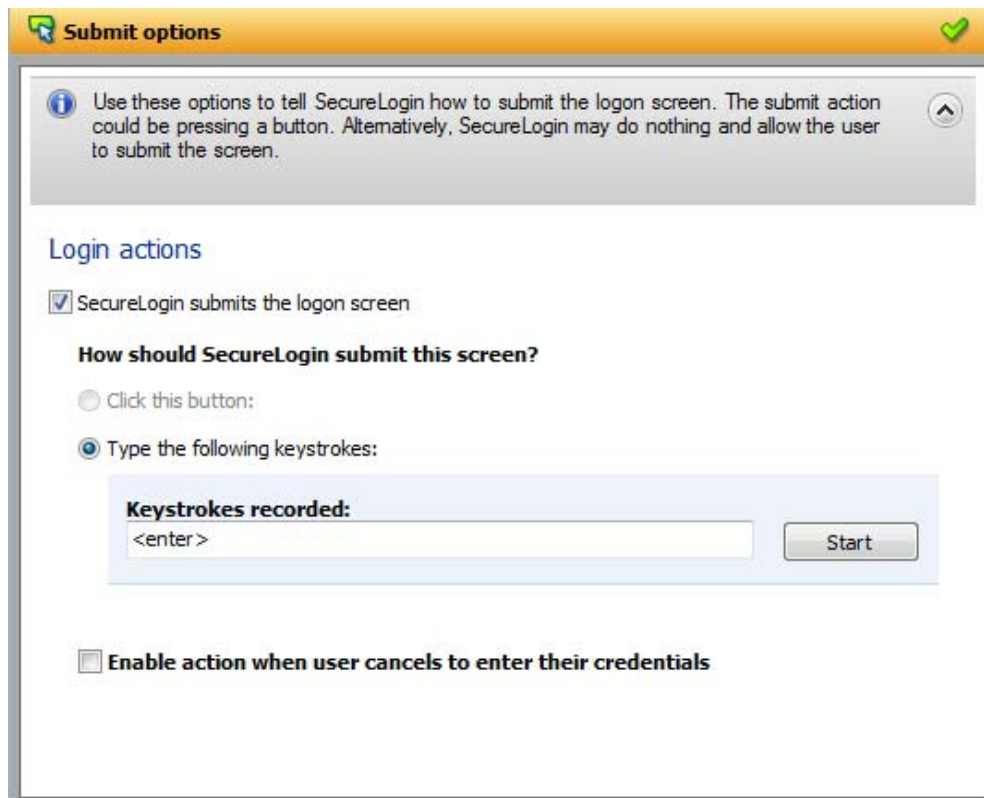 Submit options
Use these options to tell SecureLogin how to submit the logon screen. The submit action
could be pressing a button. Alternatively, SecureLogin may do nothing and allow the user
to submit the screen.
Login actions
SecureLogin submits the logon screen
How should SecureLogin submit this screen?
Click this button:
Type the following keystrokes:
Keystrokes recorded:
<enter>
Start
Enable action when user cancels to enter their credentials